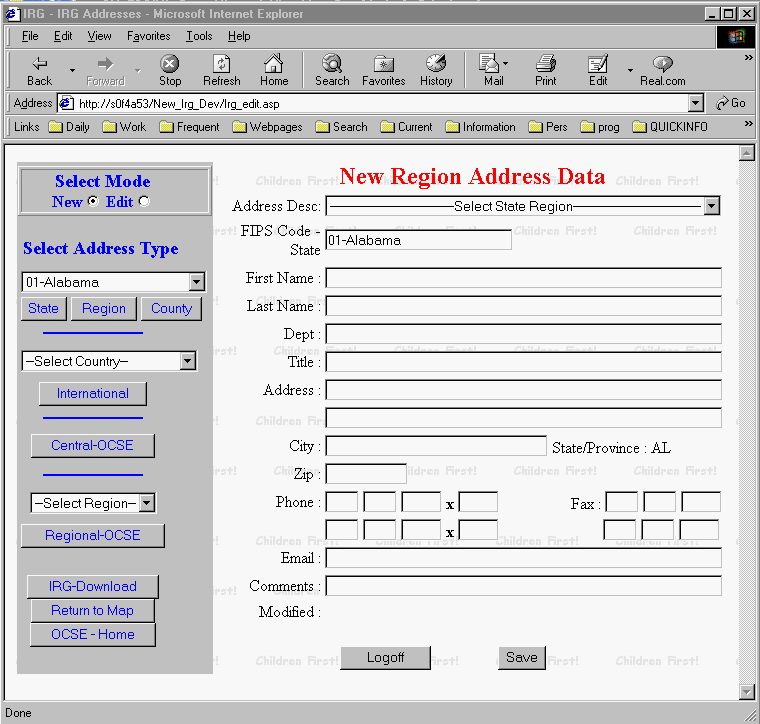 IRG - IRG Addresses - Microsoft Internet Explorer
File Edit View Favorites Tools Help
Back Forward Stop Refresh Home Search Favorites History Mail Print Edit Real.com
Address http://s0f4a53/New_Irg_Dev/Irg_edit.asp Go
Links Daily Work Frequent Webpages Search Current Information Pers prog QUICKINFO
Select Mode
New Edit
Select Address Type
01-Alabama
State Region County
--Select Country--
International
Central-OCSE
--Select Region--
Regional-OCSE
IRG-Download
Return to Map
OCSE - Home
New Region Address Data
Address Desc: ---Select State Region---
FIPS Code -
State 01-Alabama
First Name :
Last Name :
Dept :
Title :
Address :
City : State/Province : AL
Zip :
Phone : x Fax :
x
Email :
Comments :
Modified :
Logoff Save
Children First!
Done